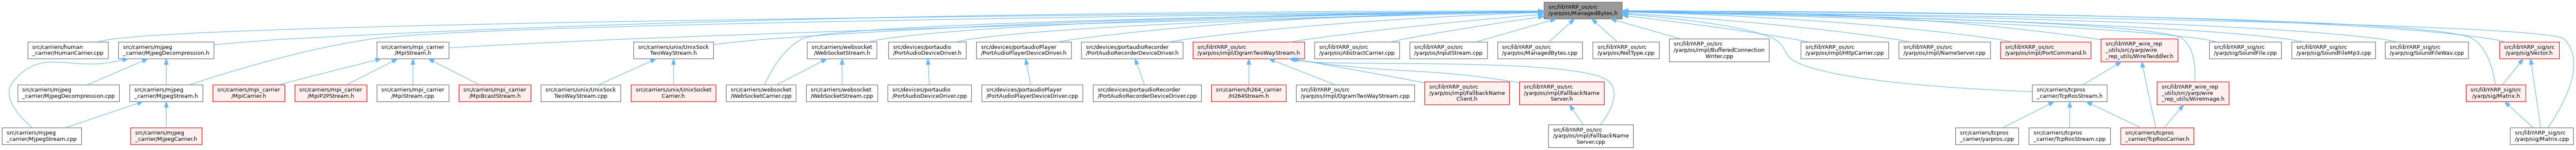 src/libYARP_os/src
/yarp/os/ManagedBytes.h
src/carriers/human
_carrier/HumanCarrier.cpp
src/carriers/mjpeg
_carrier/MjpegDecompression.h
src/carriers/mpi_carrier
/MpiStream.h
src/carriers/unix/UnixSock
TwoWayStream.h
src/carriers/websocket
/WebSocketStream.h
src/devices/portaudio
/PortAudioDeviceDriver.h
src/devices/portaudioPlayer
/PortAudioPlayerDeviceDriver.h
src/devices/portaudioRecorder
/PortAudioRecorderDeviceDriver.h
src/libYARP_os/src
/yarp/os/impl/DgramTwoWayStream.h
src/libYARP_os/src
/yarp/os/AbstractCarrier.cpp
src/libYARP_os/src
/yarp/os/InputStream.cpp
src/libYARP_os/src
/yarp/os/ManagedBytes.cpp
src/libYARP_os/src
/yarp/os/NetType.cpp
src/libYARP_os/src
/yarp/os/impl/BufferedConnection
Writer.cpp
src/libYARP_os/src
/yarp/os/impl/HttpCarrier.cpp
src/libYARP_os/src
/yarp/os/impl/NameServer.cpp
src/libYARP_os/src
/yarp/os/impl/PortCommand.h
src/libYARP_wire_rep
_utils/src/yarp/wire
_rep_utils/WireTwiddler.h
src/libYARP_sig/src
/yarp/sig/SoundFile.cpp
src/libYARP_sig/src
/yarp/sig/SoundFileMp3.cpp
src/libYARP_sig/src
/yarp/sig/SoundFileWav.cpp
src/libYARP_sig/src
/yarp/sig/Vector.h
src/carriers/mjpeg
_carrier/MjpegDecompression.cpp
src/carriers/mjpeg
_carrier/MjpegStream.h
src/carriers/mpi_carrier
/MpiCarrier.h
src/carriers/mpi_carrier
/MpiP2PStream.h
src/carriers/mpi_carrier
/MpiStream.cpp
src/carriers/mpi_carrier
/MpiBcastStream.h
src/carriers/unix/UnixSock
TwoWayStream.cpp
src/carriers/unix/UnixSocket
Carrier.h
src/carriers/websocket
/WebSocketCarrier.cpp
src/carriers/websocket
/WebSocketStream.cpp
src/devices/portaudio
/PortAudioDeviceDriver.cpp
src/devices/portaudioPlayer
/PortAudioPlayerDeviceDriver.cpp
src/devices/portaudioRecorder
/PortAudioRecorderDeviceDriver.cpp
src/carriers/h264_carrier
/H264Stream.h
src/libYARP_os/src
/yarp/os/impl/DgramTwoWayStream.cpp
src/libYARP_os/src
/yarp/os/impl/FallbackName
Client.h
src/libYARP_os/src
/yarp/os/impl/FallbackName
Server.h
src/carriers/tcpros
_carrier/TcpRosStream.h
src/libYARP_wire_rep
_utils/src/yarp/wire
_rep_utils/WireImage.h
src/libYARP_sig/src
/yarp/sig/Matrix.h
src/carriers/mjpeg
_carrier/MjpegStream.cpp
src/carriers/mjpeg
_carrier/MjpegCarrier.h
src/libYARP_os/src
/yarp/os/impl/FallbackName
Server.cpp
src/carriers/tcpros
_carrier/yarpros.cpp
src/carriers/tcpros
_carrier/TcpRosStream.cpp
src/carriers/tcpros
_carrier/TcpRosCarrier.h
src/libYARP_sig/src
/yarp/sig/Matrix.cpp